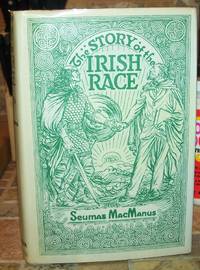 The STORY of the
IRISH
RACE
Seumas MacManus